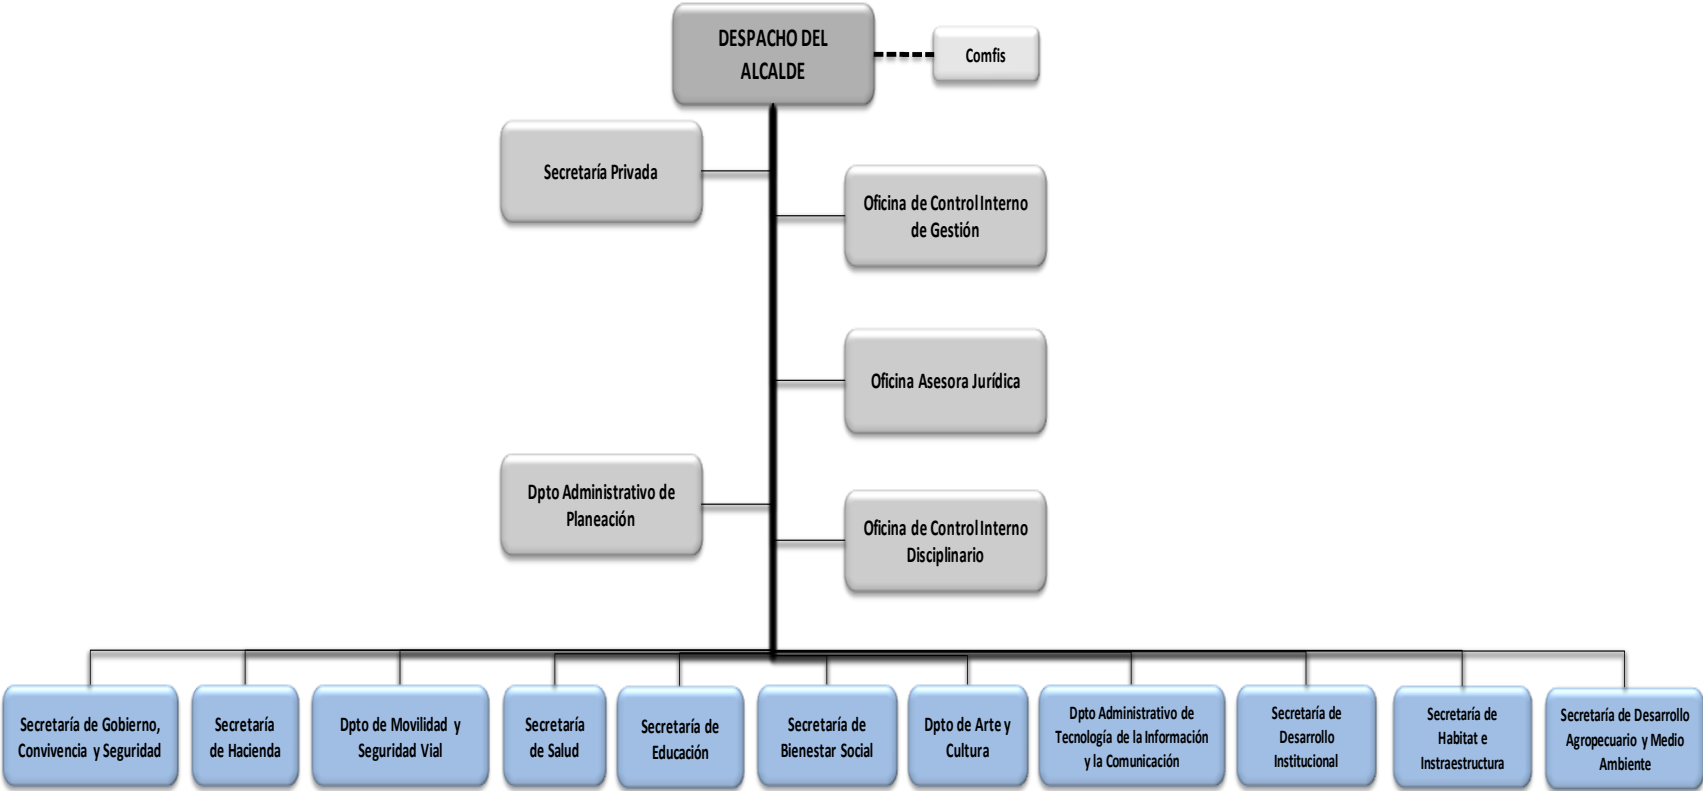 DESPACHO DEL
ALCALDE
Comfis
Secretaría Privada
Oficina de Control Interno
de Gestión
Oficina Asesora Jurídica
Dpto Administrativo de
Planeación
Oficina de Control Interno
Disciplinario
Secretaría de Gobierno,
Convivencia y Seguridad
Secretaría
de Hacienda
Dpto de Movilidad y
Seguridad Vial
Secretaría
de Salud
Secretaría de
Educación
Secretaría de
Bienestar Social
Dpto de Arte y
Cultura
Dpto Administrativo de
Tecnología de la Información
y la Comunicación
Secretaría de
Desarrollo
Institucional
Secretaría de
Habitat e
Instraestructura
Secretaría de Desarrollo
Agropecuario y Medio
Ambiente